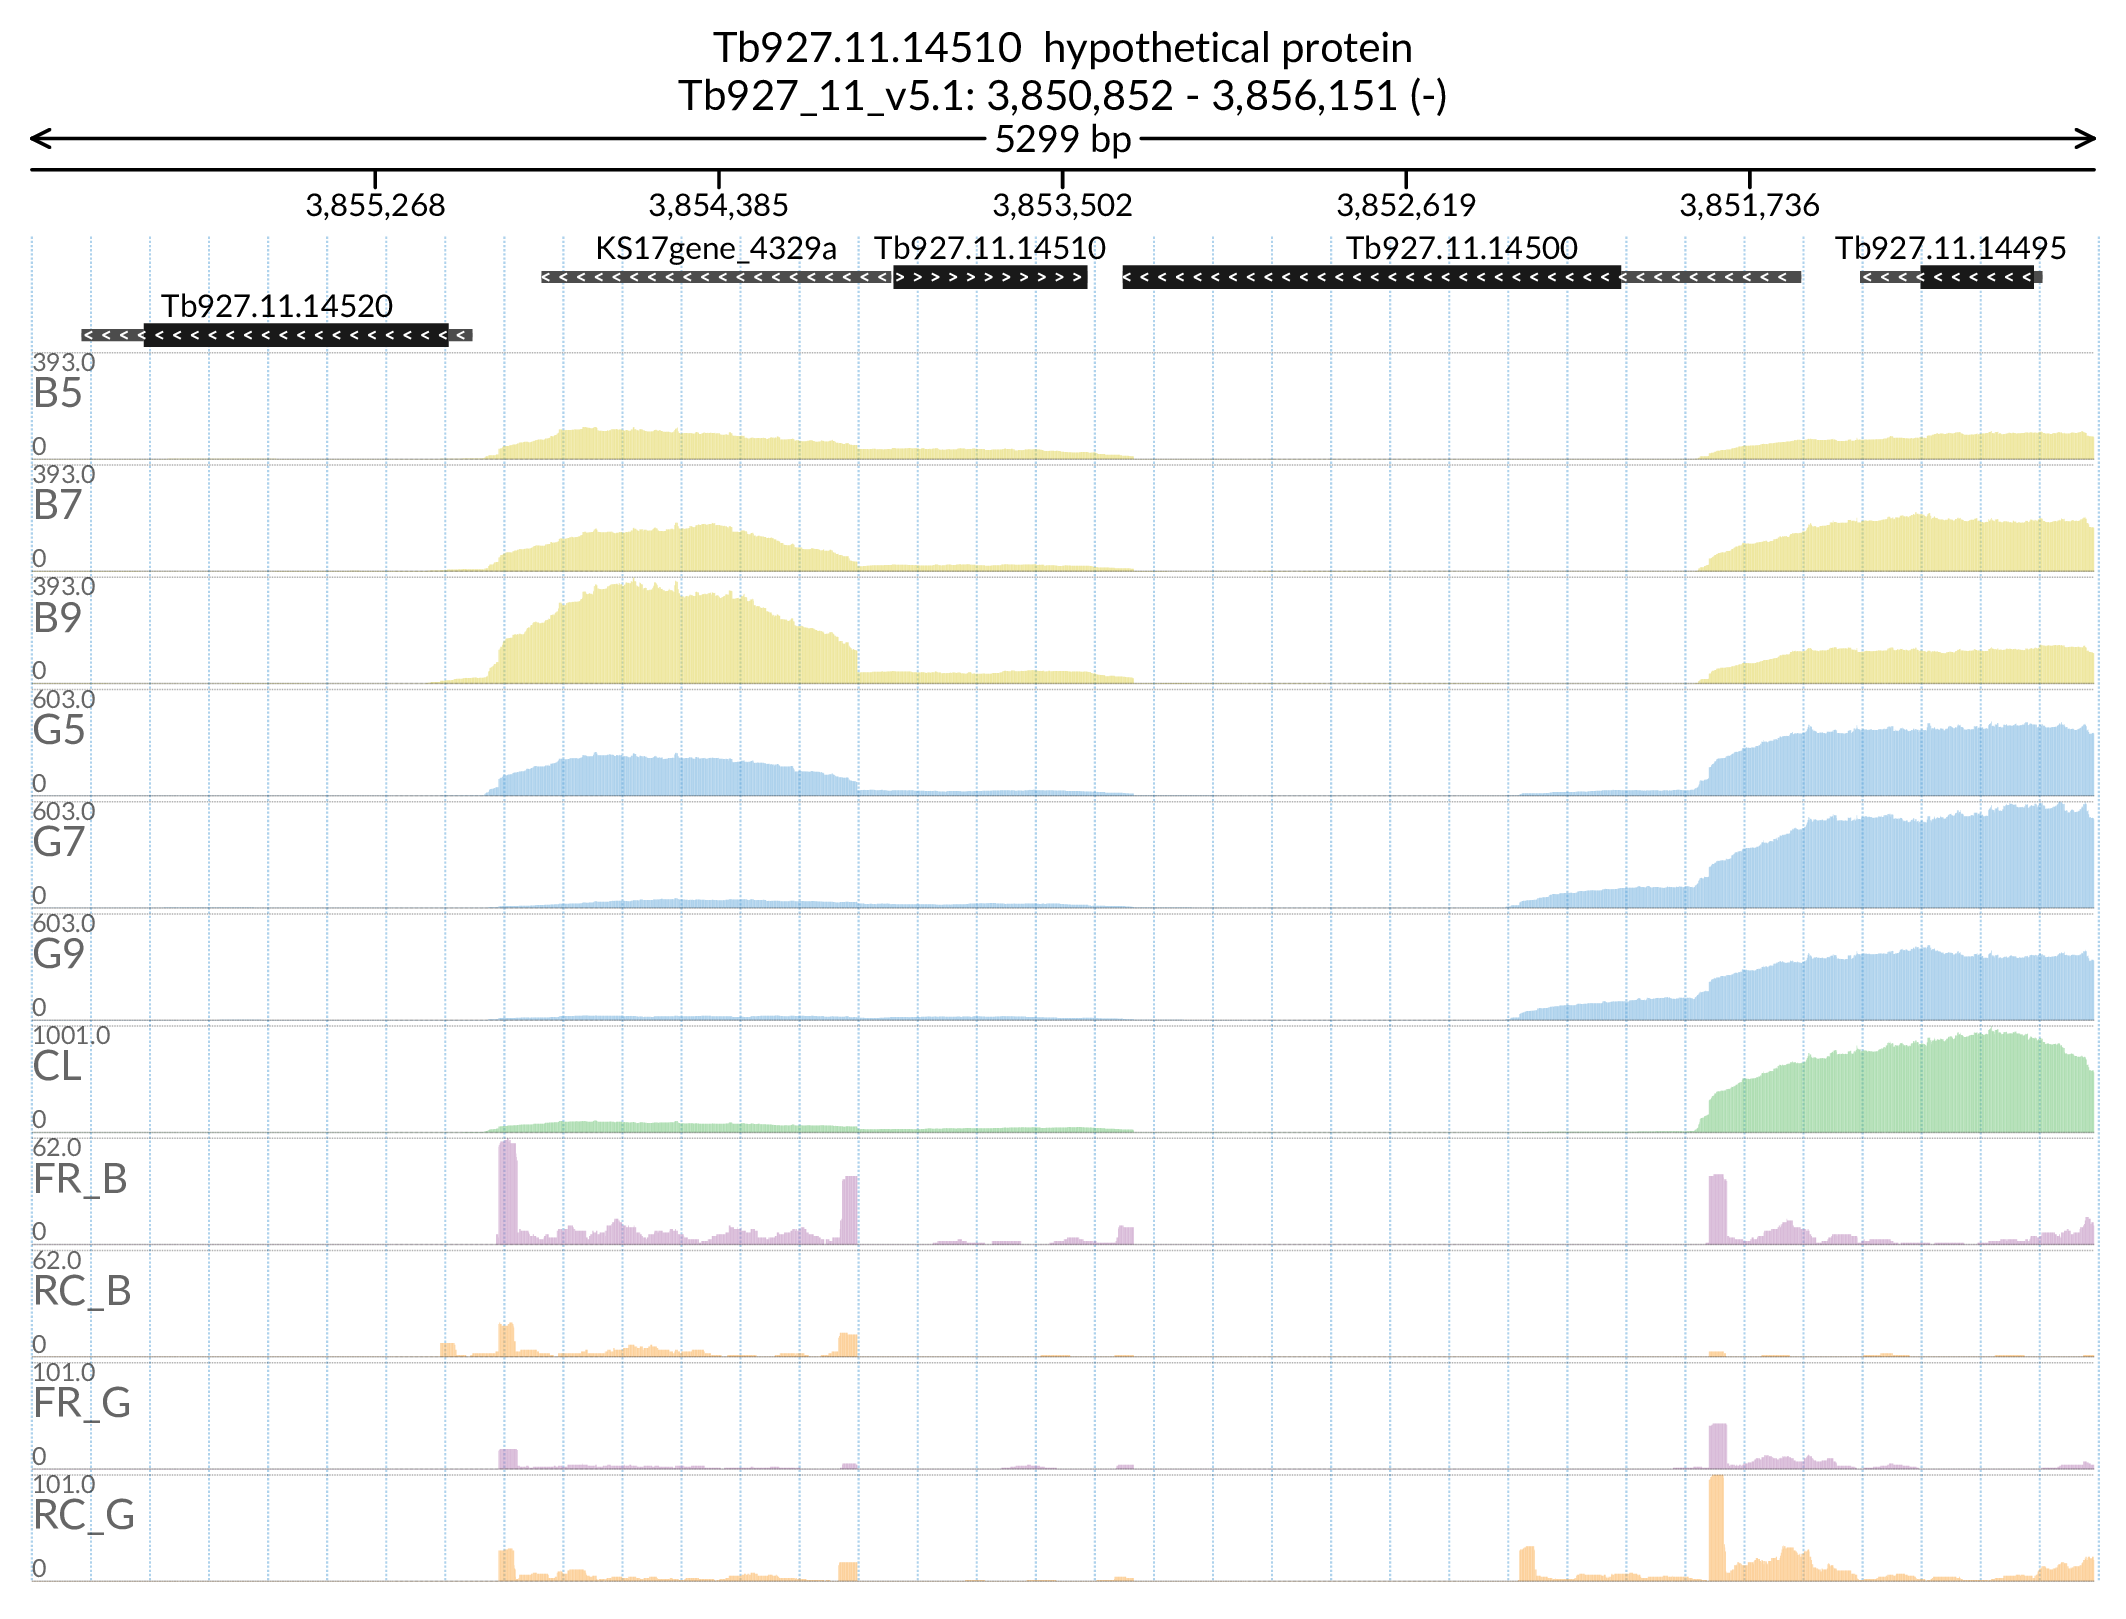 Tb927.11.14510 hypothetical protein
Tb927_11_v5.1: 3,850,852 - 3,856,151 (-)
5299 bp
3,855,268 3,854,385 3,853,502 3,852,619 3,851,736
KS17gene_4329a Tb927.11.14510 Tb927.11.14500 Tb927.11.14495
Tb927.11.14520
393.0
B5
0
393.0
B7
0
393.0
B9
0
603.0
G5
0
603.0
G7
0
603.0
G9
0
1001.0
CL
0
62.0
FR_B
0
62.0
RC_B
0
101.0
FR_G
0
101.0
RC_G
0